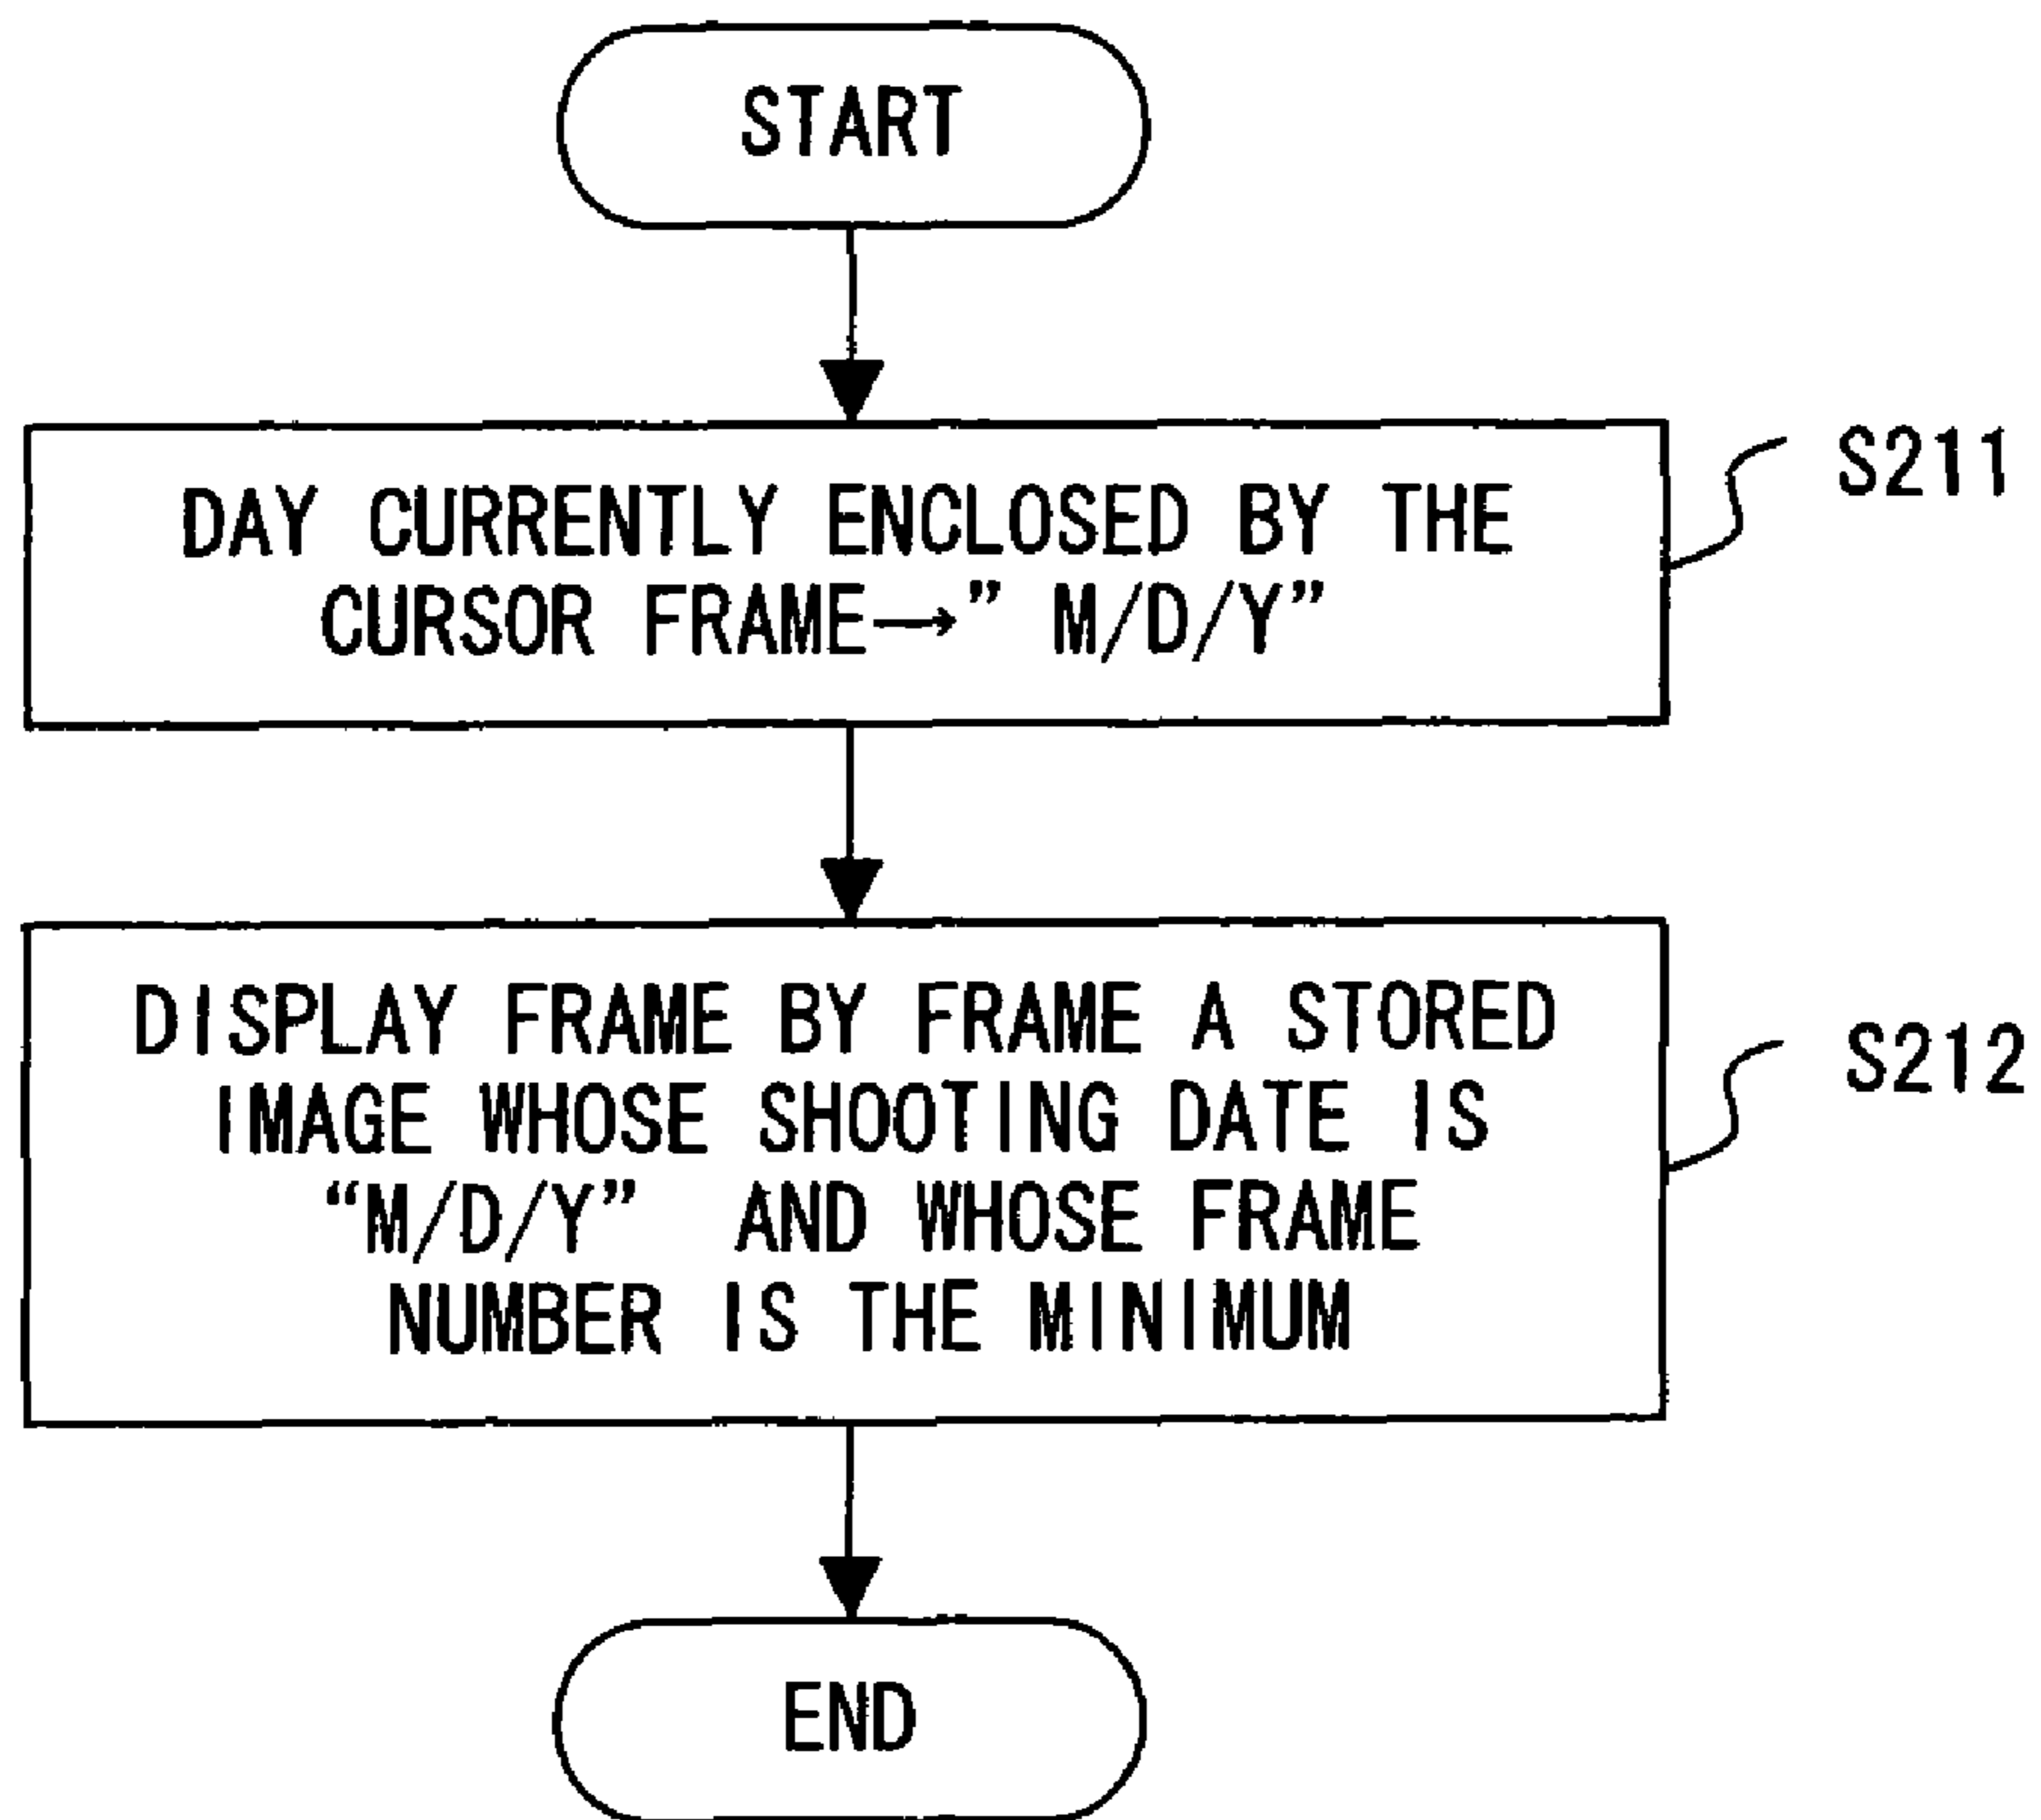 START
DAY CURRENTLY ENCLOSED BY THE
CURSOR FRAME→” M/D/Y”
S211
DISPLAY FRAME BY FRAME A STORED
IMAGE WHOSE SHOOTING DATE IS
“M/D/Y” AND WHOSE FRAME
NUMBER IS THE MINIMUM
S212
END